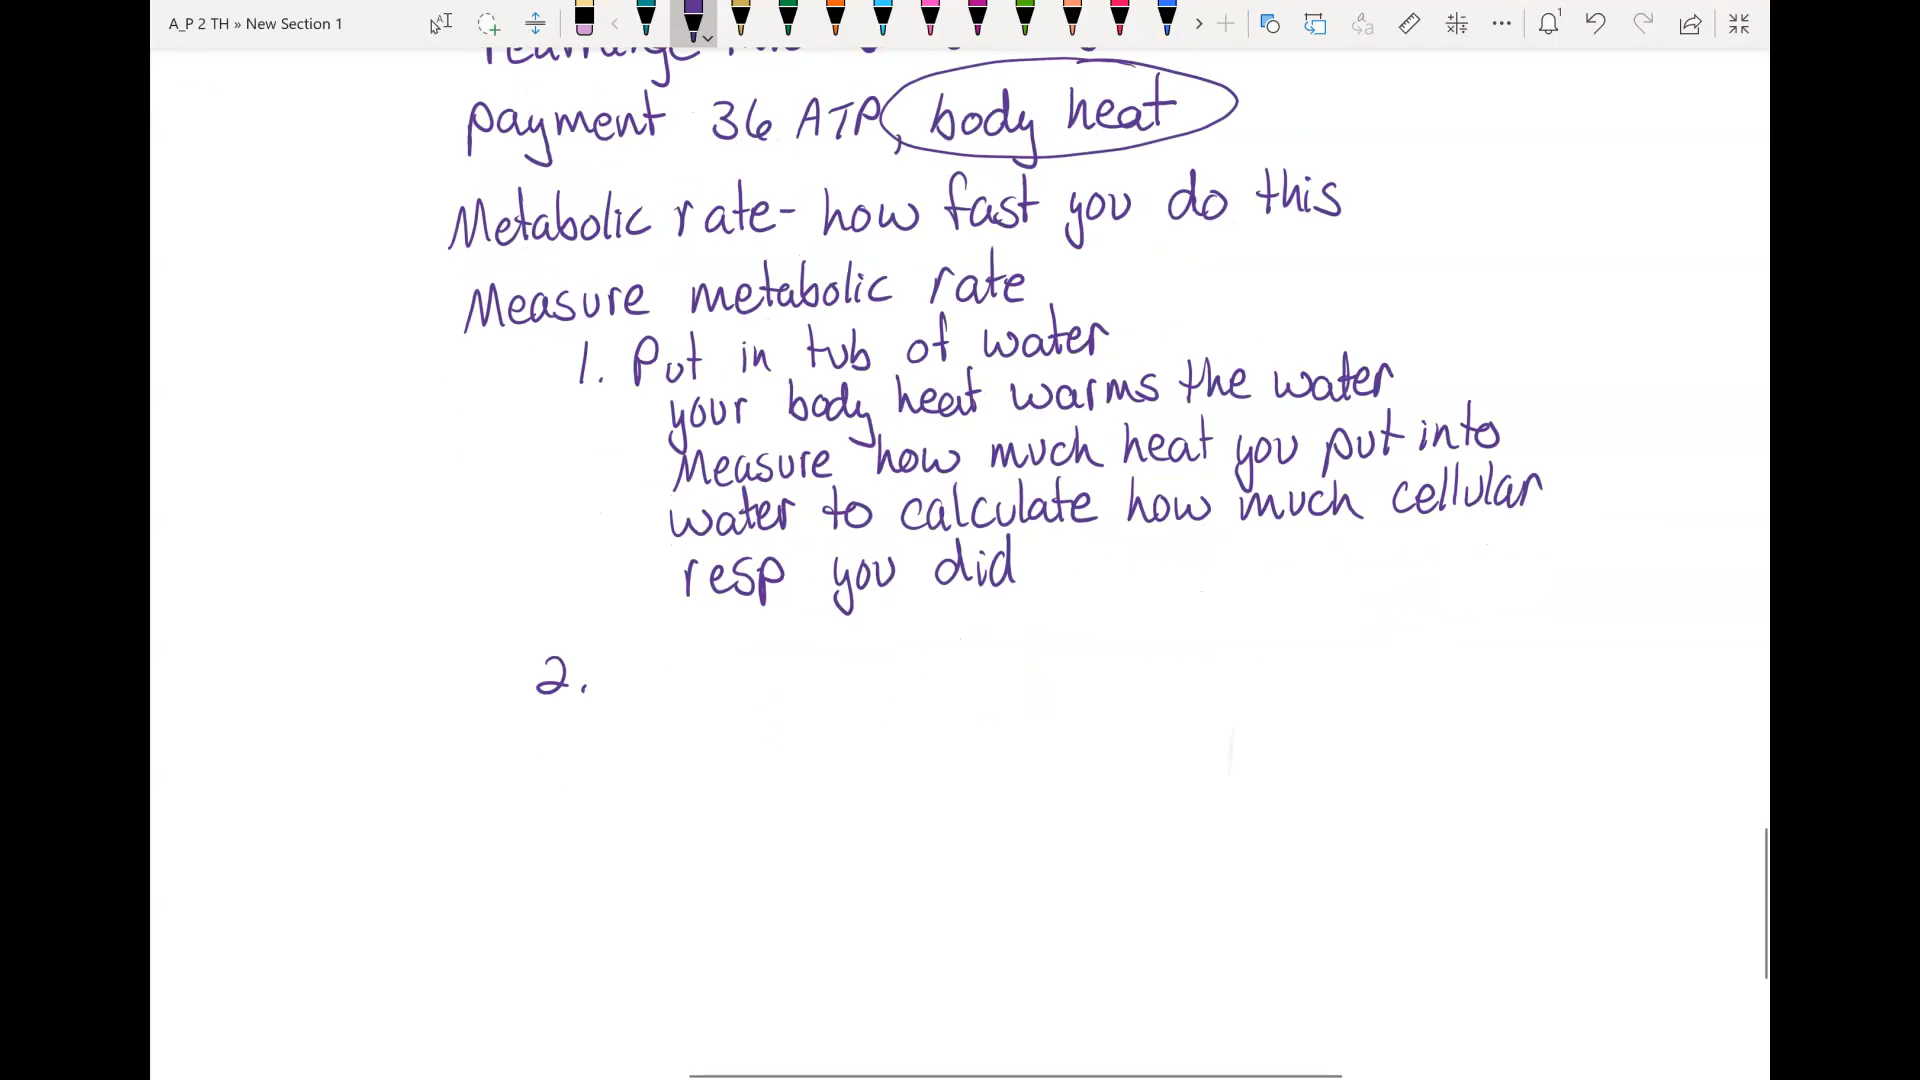 A_P 2 TH » New Section 1
rearrange
payment 36 ATP, body heat
Metabolic rate- how fast you do this
Measure metabolic rate
1. Put in tub of water
your body heat warms the water
Measure how much heat you put into
water to calculate how much cellular
resp you did
2.